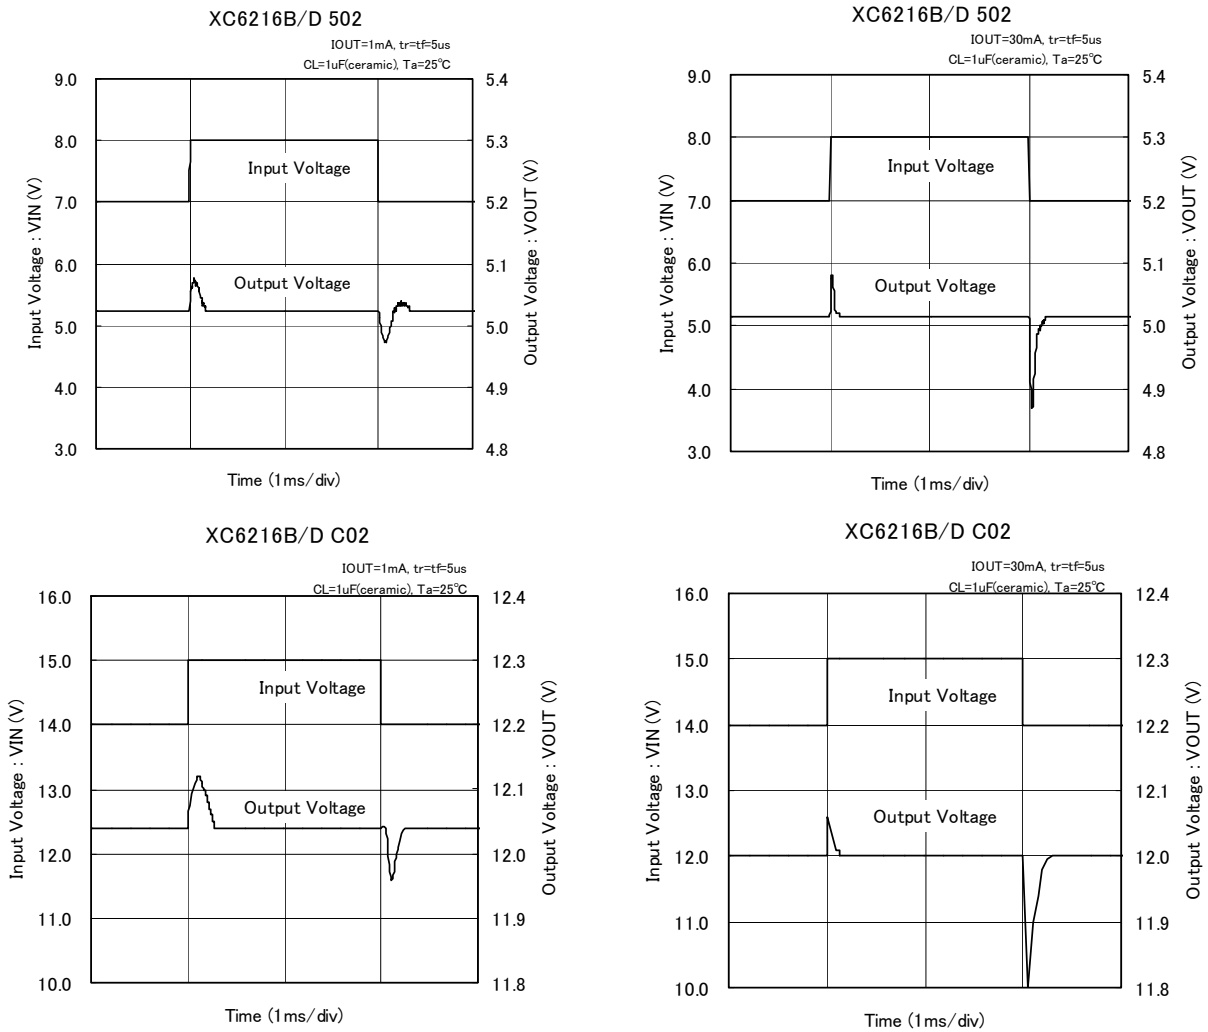 XC6216B/D 502
IOUT=1mA, tr=tf=5us
CL=1uF(ceramic), Ta=25℃
9.0
8.0
7.0
6.0
5.0
4.0
3.0
5.4
5.3
5.2
5.1
5.0
4.9
4.8
Input Voltage : VIN (V)
Output Voltage : VOUT (V)
Input Voltage
Output Voltage
Time (1ms/div)
XC6216B/D 502
IOUT=30mA, tr=tf=5us
CL=1uF(ceramic), Ta=25℃
9.0
8.0
7.0
6.0
5.0
4.0
3.0
5.4
5.3
5.2
5.1
5.0
4.9
4.8
Input Voltage : VIN (V)
Output Voltage : VOUT (V)
Input Voltage
Output Voltage
Time (1ms/div)
XC6216B/D C02
IOUT=1mA, tr=tf=5us
CL=1uF(ceramic), Ta=25℃
16.0
15.0
14.0
13.0
12.0
11.0
10.0
12.4
12.3
12.2
12.1
12.0
11.9
11.8
Input Voltage : VIN (V)
Output Voltage : VOUT (V)
Input Voltage
Output Voltage
Time (1ms/div)
XC6216B/D C02
IOUT=30mA, tr=tf=5us
CL=1uF(ceramic), Ta=25℃
16.0
15.0
14.0
13.0
12.0
11.0
10.0
12.4
12.3
12.2
12.1
12.0
11.9
11.8
Input Voltage : VIN (V)
Output Voltage : VOUT (V)
Input Voltage
Output Voltage
Time (1ms/div)